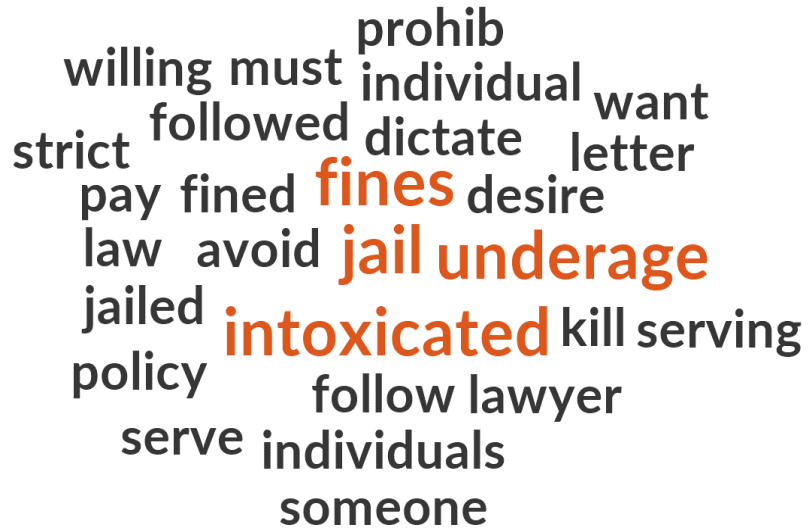 prohib
willing must individual want
followed dictate letter
strict
pay fined fines desire
law avoid jail underage
jailed intoxicated kill serving
policy follow lawyer
serve individuals
someone